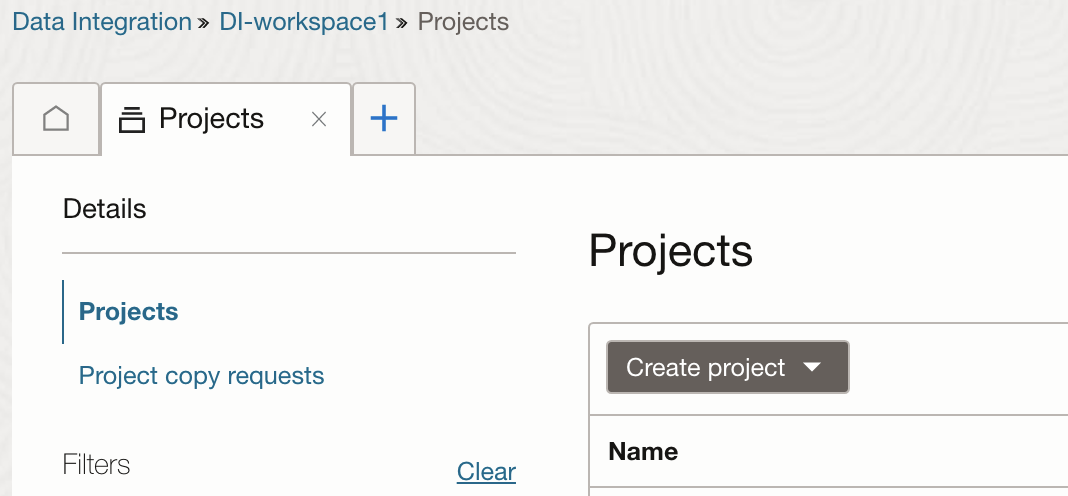 Data Integration » DI-workspace1 » Projects
Projects
Details
Projects
Project copy requests
Filters
Clear
Projects
Create project
Name